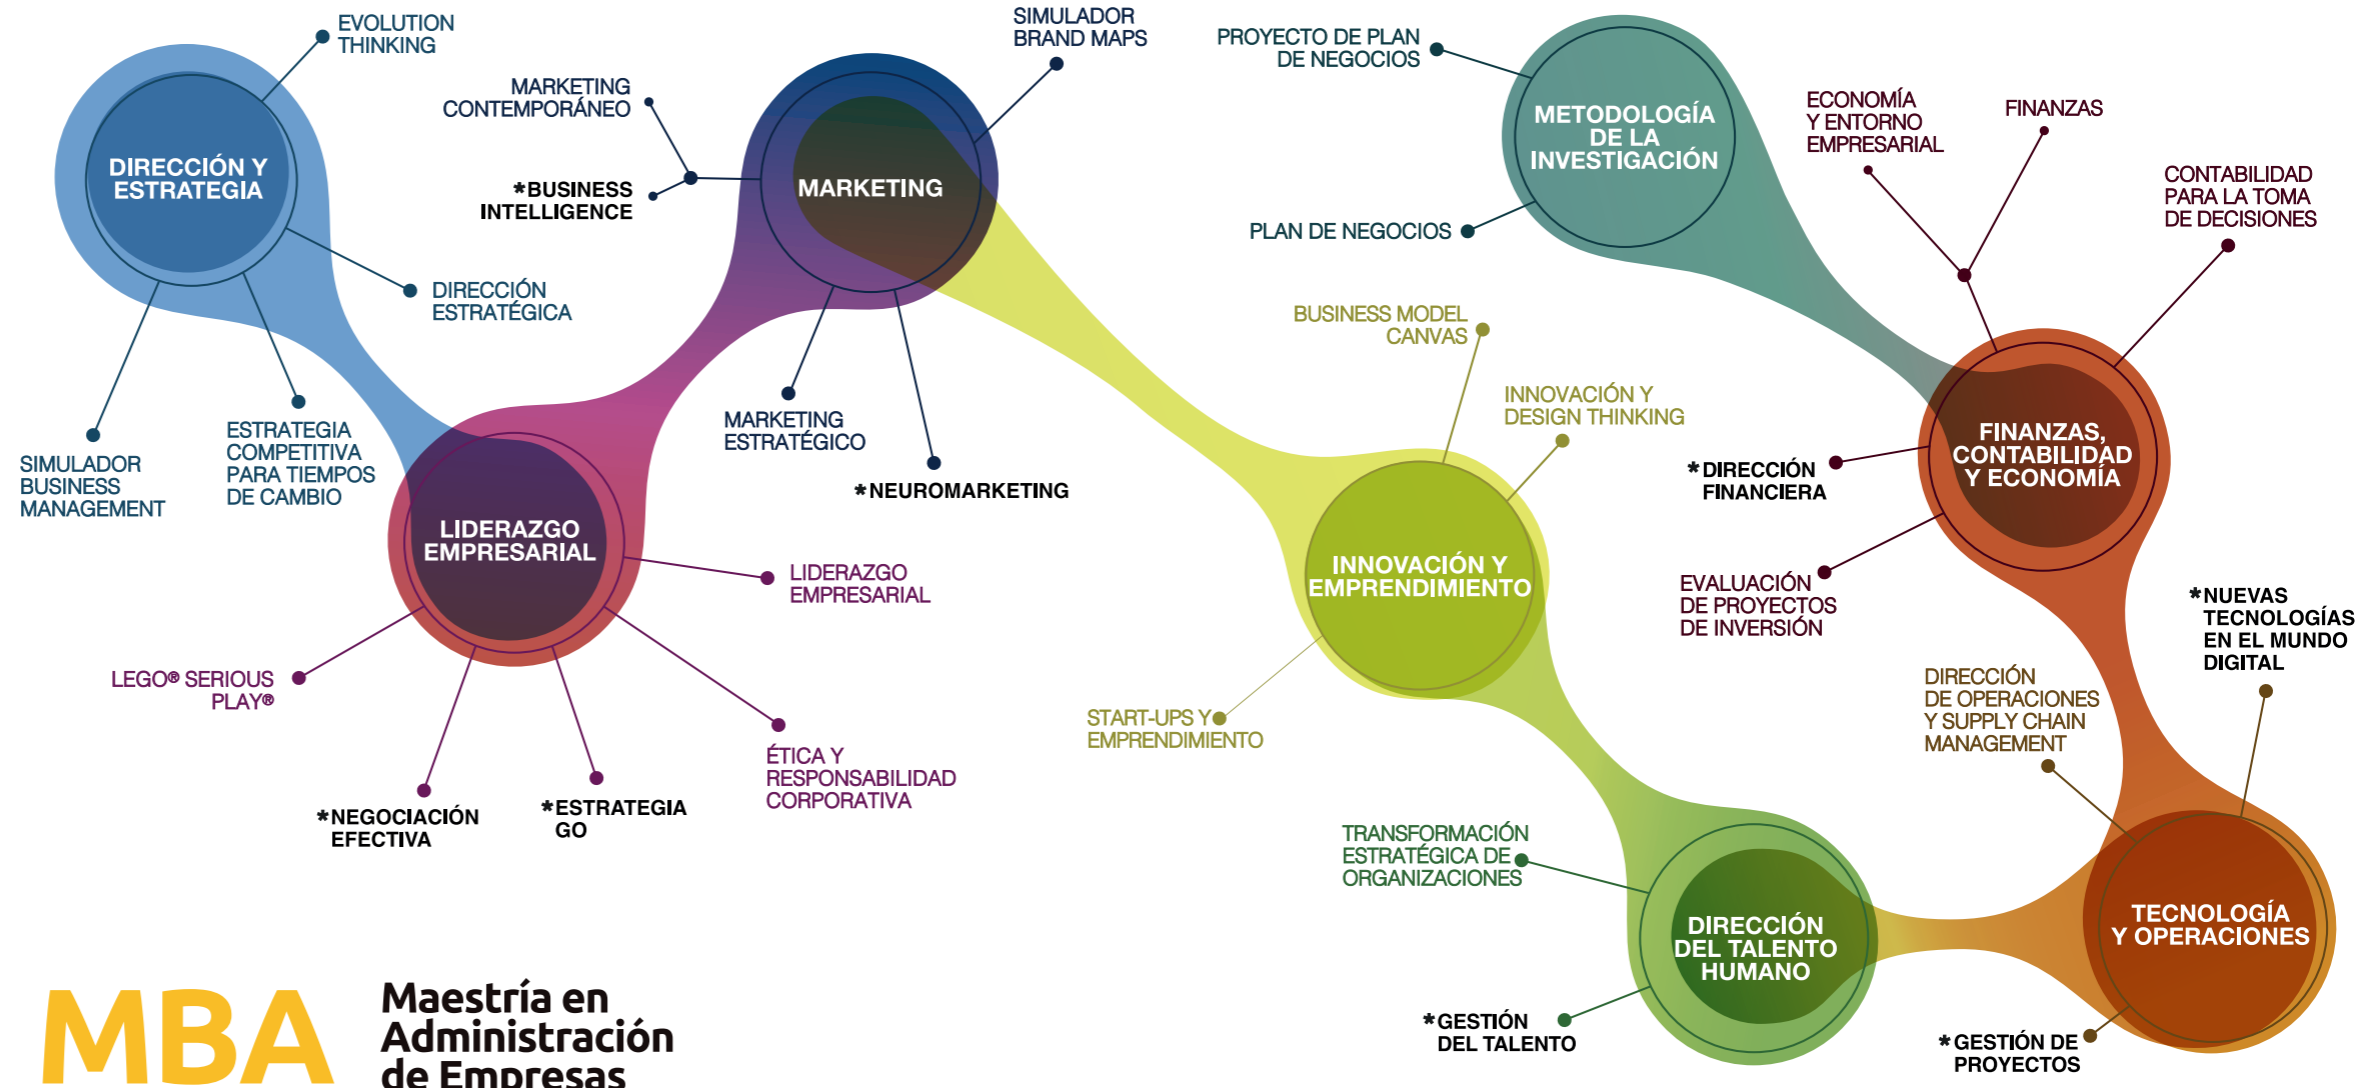 EVOLUTION
THINKING
DIRECCIÓN Y
ESTRATEGIA
DIRECCIÓN
ESTRATÉGICA
ESTRATEGIA
COMPETITIVA
PARA TIEMPOS
DE CAMBIO
SIMULADOR
BUSINESS
MANAGEMENT
LIDERAZGO
EMPRESARIAL
LIDERAZGO
EMPRESARIAL
LEGO® SERIOUS
PLAY®
*NEGOCIACIÓN
EFECTIVA
*ESTRATEGIA
GO
ÉTICA Y
RESPONSABILIDAD
CORPORATIVA
MARKETING
CONTEMPORÁNEO
*BUSINESS
INTELLIGENCE
SIMULADOR
BRAND MAPS
MARKETING
MARKETING
ESTRATÉGICO
*NEUROMARKETING
BUSINESS MODEL
CANVAS
INNOVACIÓN Y
DESIGN THINKING
INNOVACIÓN Y
EMPRENDIMIENTO
START-UPS Y
EMPRENDIMIENTO
PROYECTO DE PLAN
DE NEGOCIOS
METODOLOGÍA
DE LA
INVESTIGACIÓN
PLAN DE NEGOCIOS
ECONOMÍA
Y ENTORNO
EMPRESARIAL
FINANZAS
CONTABILIDAD
PARA LA TOMA
DE DECISIONES
FINANZAS,
CONTABILIDAD
Y ECONOMÍA
*DIRECCIÓN
FINANCIERA
EVALUACIÓN
DE PROYECTOS
DE INVERSIÓN
*NUEVAS
TECNOLOGÍAS
EN EL MUNDO
DIGITAL
DIRECCIÓN
DE OPERACIONES
Y SUPPLY CHAIN
MANAGEMENT
TECNOLOGÍA
Y OPERACIONES
*GESTIÓN DE
PROYECTOS
TRANSFORMACIÓN
ESTRATÉGICA DE
ORGANIZACIONES
DIRECCIÓN
DEL TALENTO
HUMANO
*GESTIÓN
DEL TALENTO
MBA
Maestría en
Administración
de Empresas